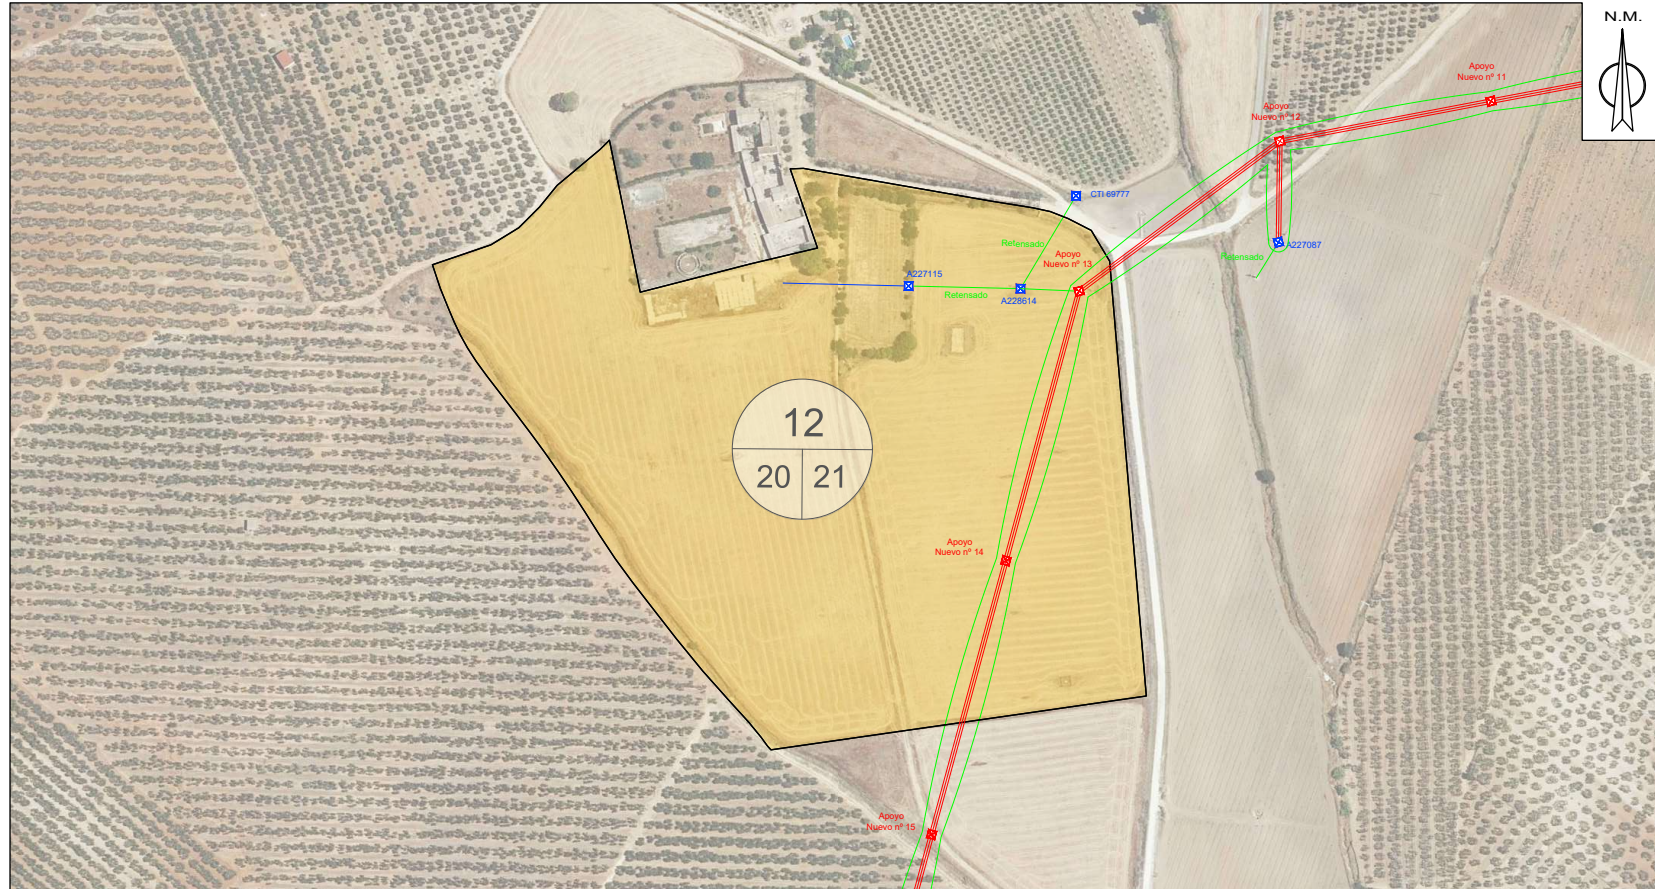 N.M.
Apoyo
Nuevo nº 11
Apoyo
Nuevo nº 12
CTI 69777
Retensado
A227087
Retensado
Apoyo
Nuevo nº 13
A227115
Retensado
A228614
12
20 21
Apoyo
Nuevo nº 14
Apoyo
Nuevo nº 15